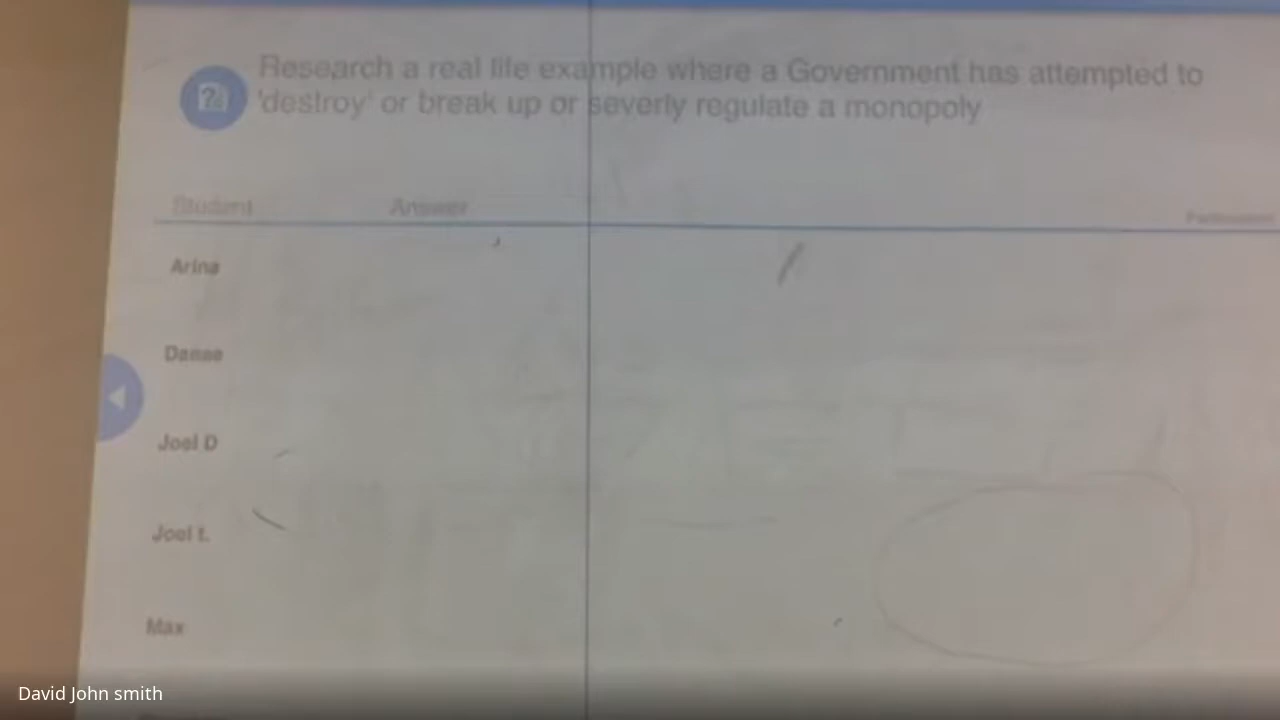 Research a real life example where a Government has attempted to
'destroy' or break up or severly regulate a monopoly
Student Answer
Arina
Danae
Joel D
Joel t.
Max
David John smith